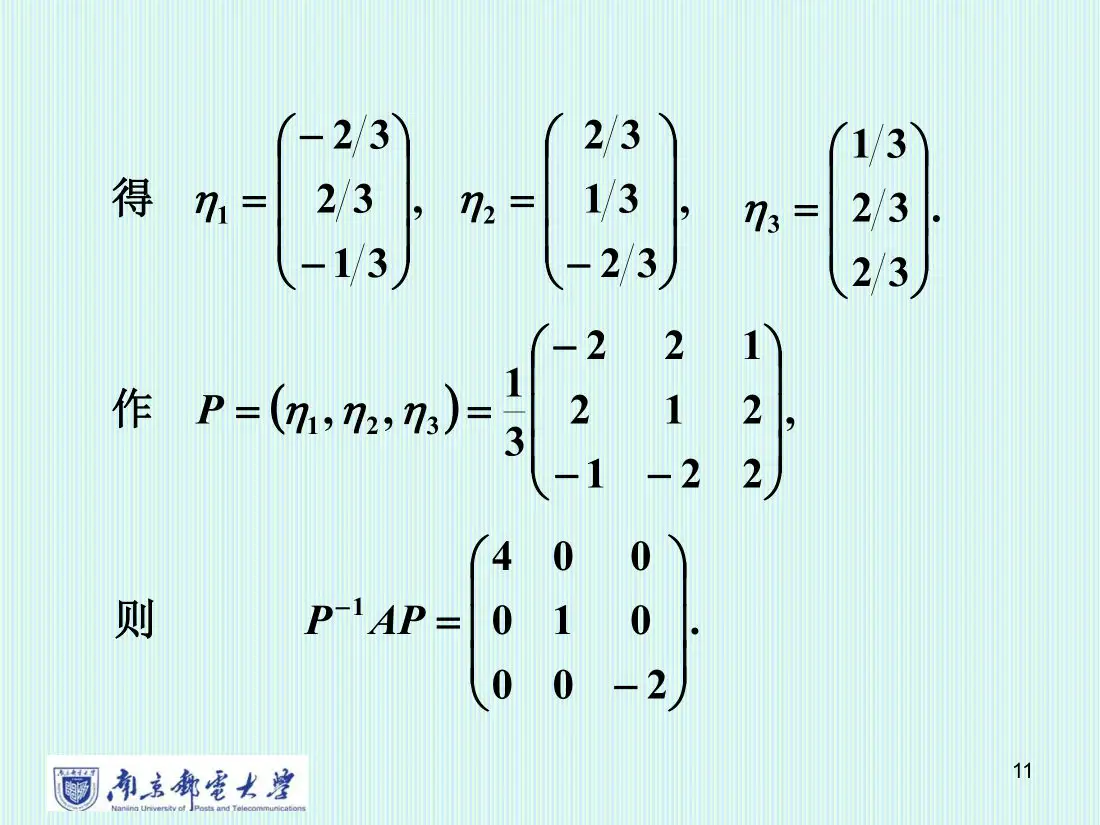 得 η₁ = (−2/3, 2/3, −1/3), η₂ = (2/3, 1/3, −2/3), η₃ = (1/3, 2/3, 2/3).
作 P = (η₁, η₂, η₃) = 1/3 (−2 2 1; 2 1 2; −1 −2 2),
则 P⁻¹AP = (4 0 0; 0 1 0; 0 0 −2).
南京邮电大学
Nanjing University of Posts and Telecommunications
11